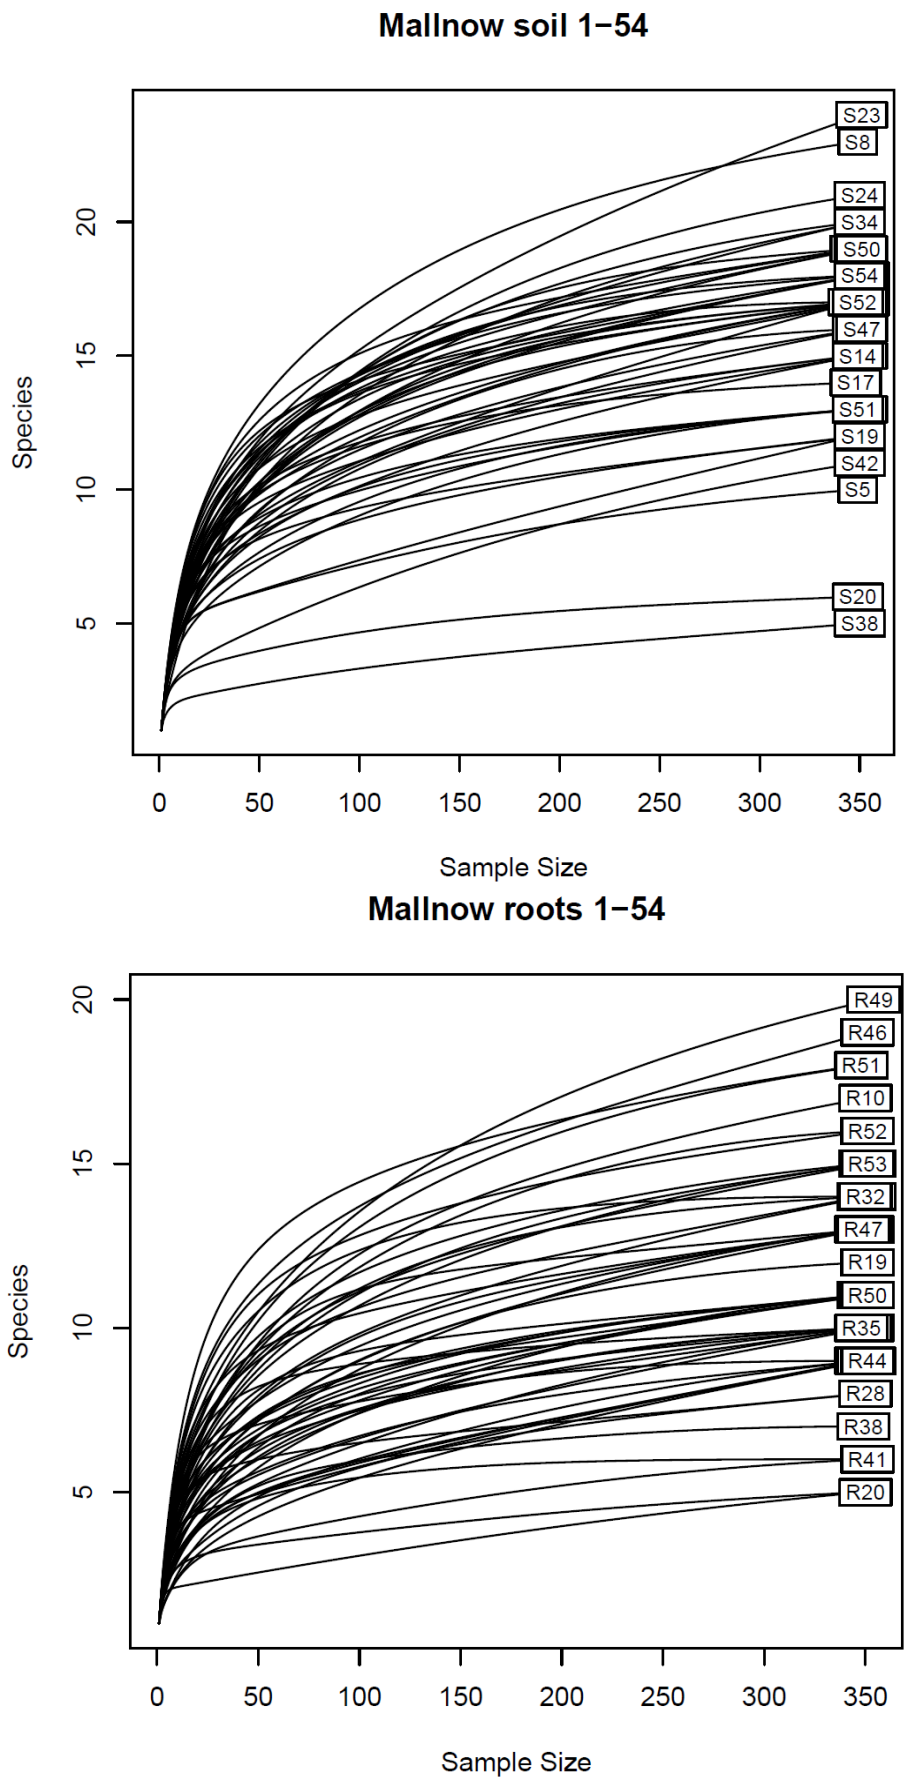 Mallnow soil 1−54
Species
20
15
10
5
S23
S8
S24
S34
S50
S54
S52
S47
S14
S17
S51
S19
S42
S5
S20
S38
0 50 100 150 200 250 300 350
Sample Size
Mallnow roots 1−54
Species
20
15
10
5
R49
R46
R51
R10
R52
R53
R32
R47
R19
R50
R35
R44
R28
R38
R41
R20
0 50 100 150 200 250 300 350
Sample Size